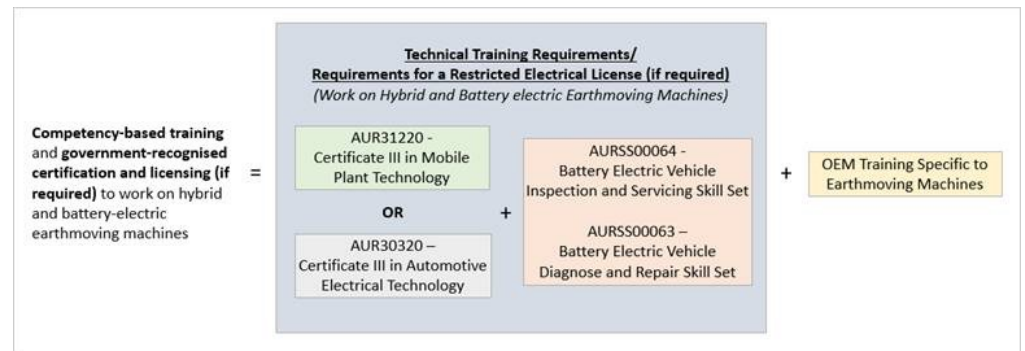 Technical Training Requirements/
Requirements for a Restricted Electrical License (if required)
(Work on Hybrid and Battery electric Earthmoving Machines)
Competency-based training
and government-recognised
certification and licensing (if
required) to work on hybrid
and battery-electric
earthmoving machines
=
AUR31220 -
Certificate III in Mobile
Plant Technology
OR
AUR30320 –
Certificate III in Automotive
Electrical Technology
+
AURSS00064 -
Battery Electric Vehicle
Inspection and Servicing Skill Set
AURSS00063 –
Battery Electric Vehicle
Diagnose and Repair Skill Set
+
OEM Training Specific to
Earthmoving Machines